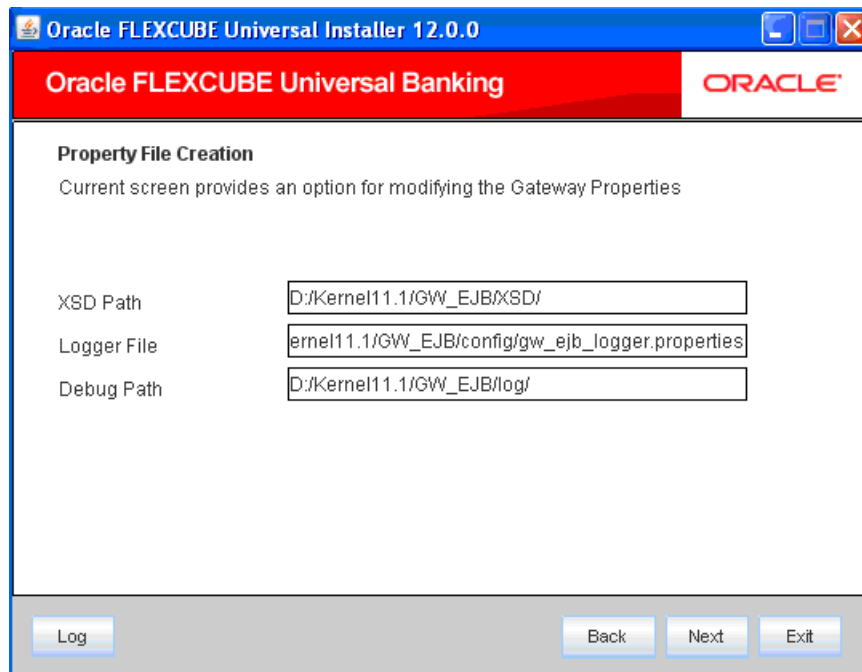 Oracle FLEXCUBE Universal Installer 12.0.0
Oracle FLEXCUBE Universal Banking
ORACLE
Property File Creation
Current screen provides an option for modifying the Gateway Properties
XSD Path D:/Kernel11.1/GW_EJB/XSD/
Logger File ernel11.1/GW_EJB/config/gw_ejb_logger.properties
Debug Path D:/Kernel11.1/GW_EJB/log/
Log Back Next Exit